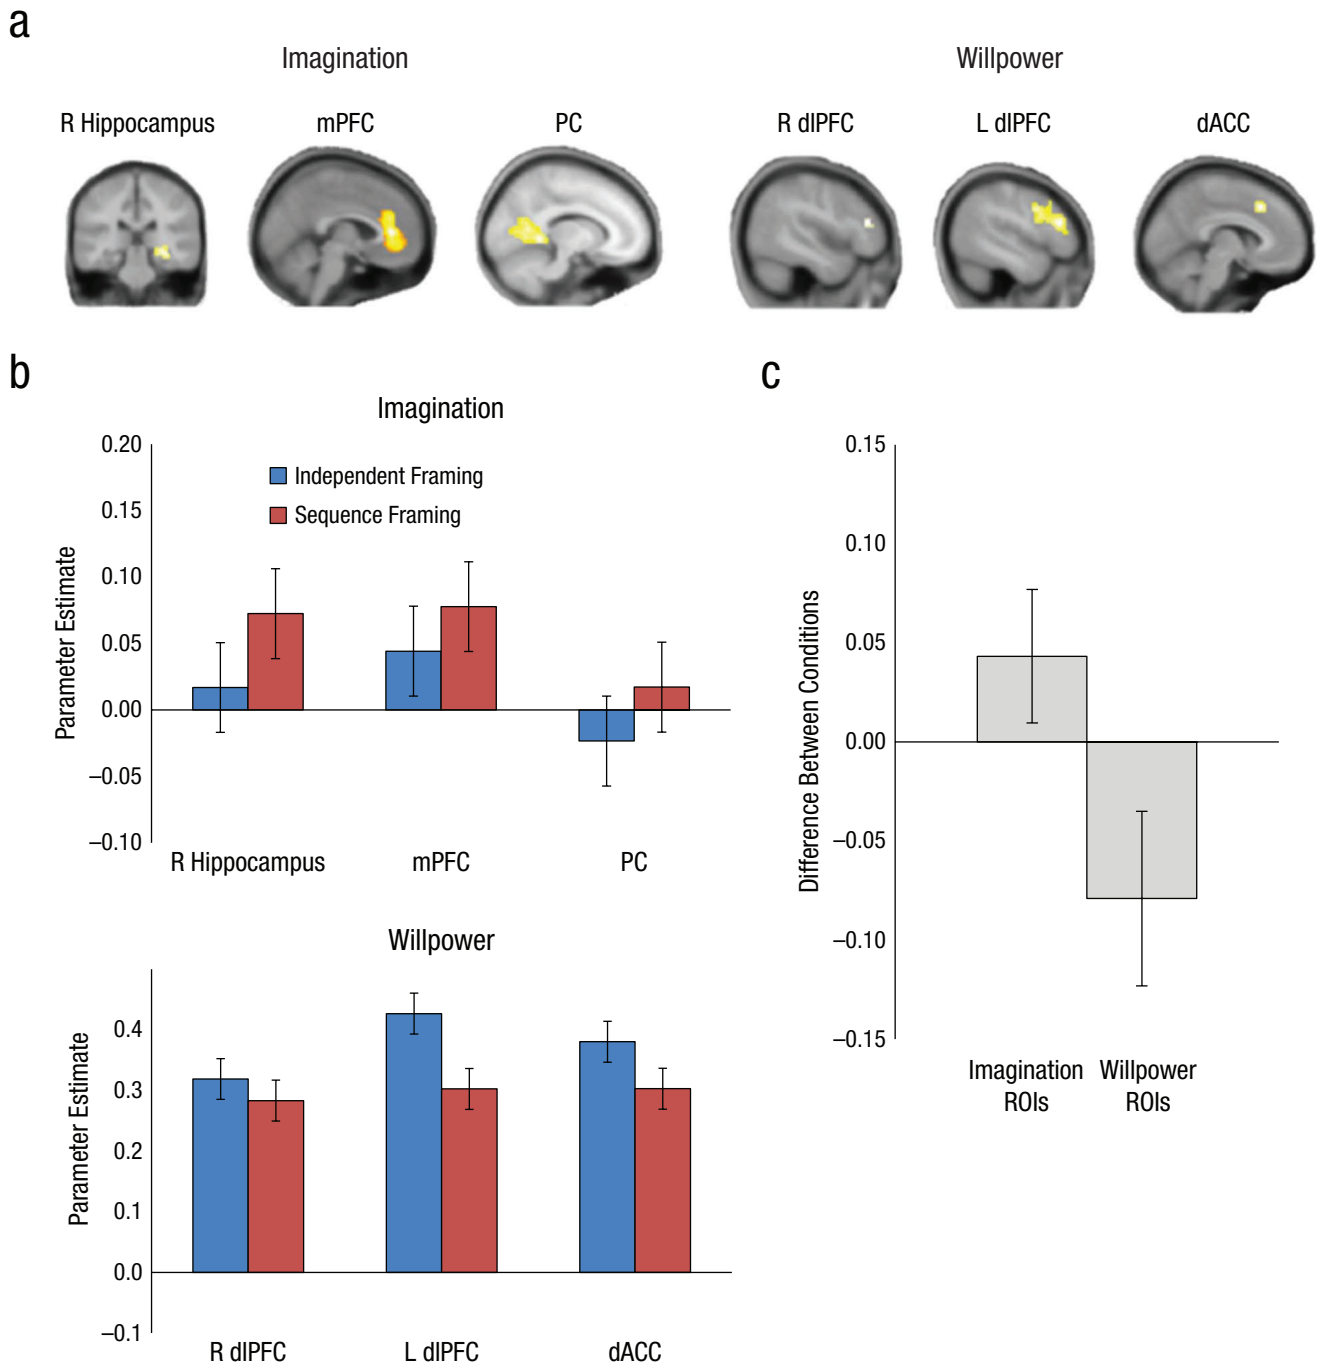 a
Imagination
Willpower
R Hippocampus
mPFC
PC
R dlPFC
L dlPFC
dACC
b
Imagination
Parameter Estimate
0.20
0.15
0.10
0.05
0.00
–0.05
–0.10
Independent Framing
Sequence Framing
R Hippocampus
mPFC
PC
Willpower
Parameter Estimate
0.4
0.3
0.2
0.1
0.0
–0.1
R dlPFC
L dlPFC
dACC
c
Difference Between Conditions
0.15
0.10
0.05
0.00
–0.05
–0.10
–0.15
Imagination
ROIs
Willpower
ROIs